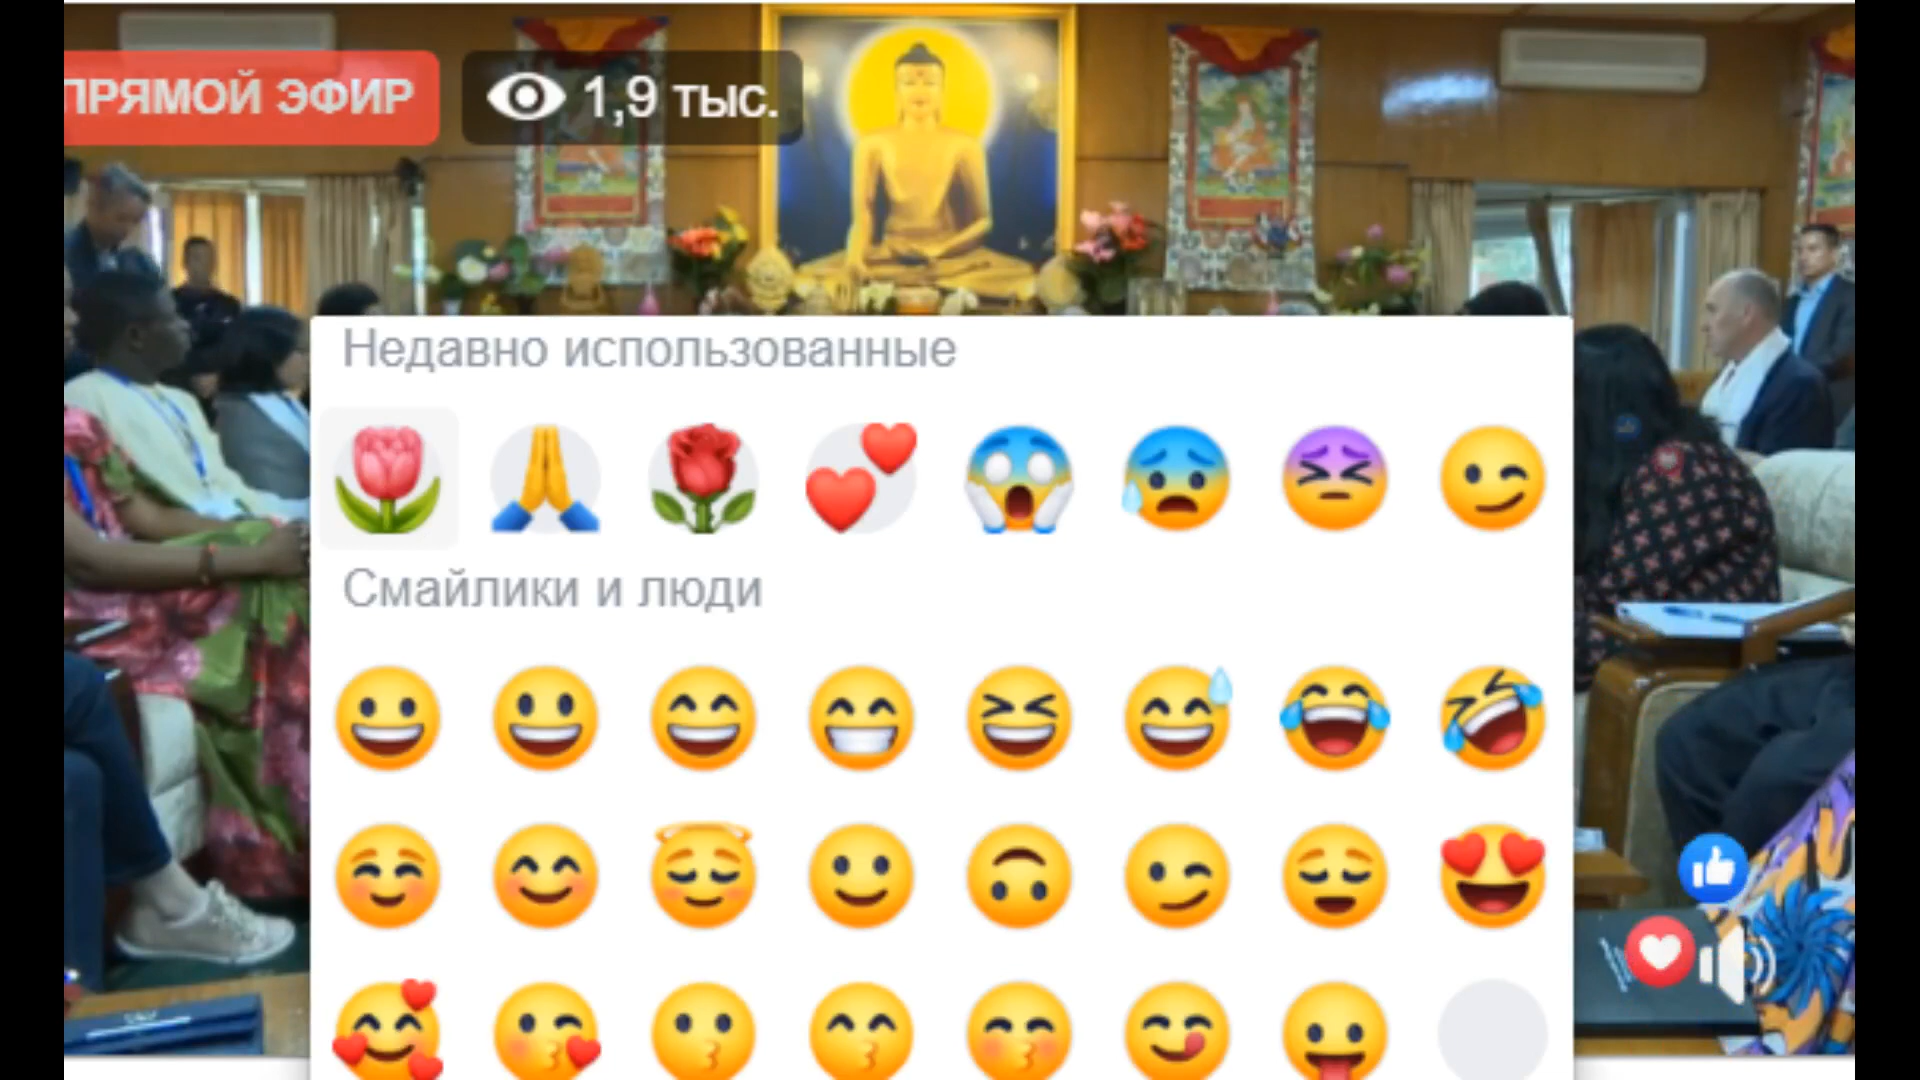 ПРЯМОЙ ЭФИР
1,9 тыс.
Недавно использованные
Смайлики и люди